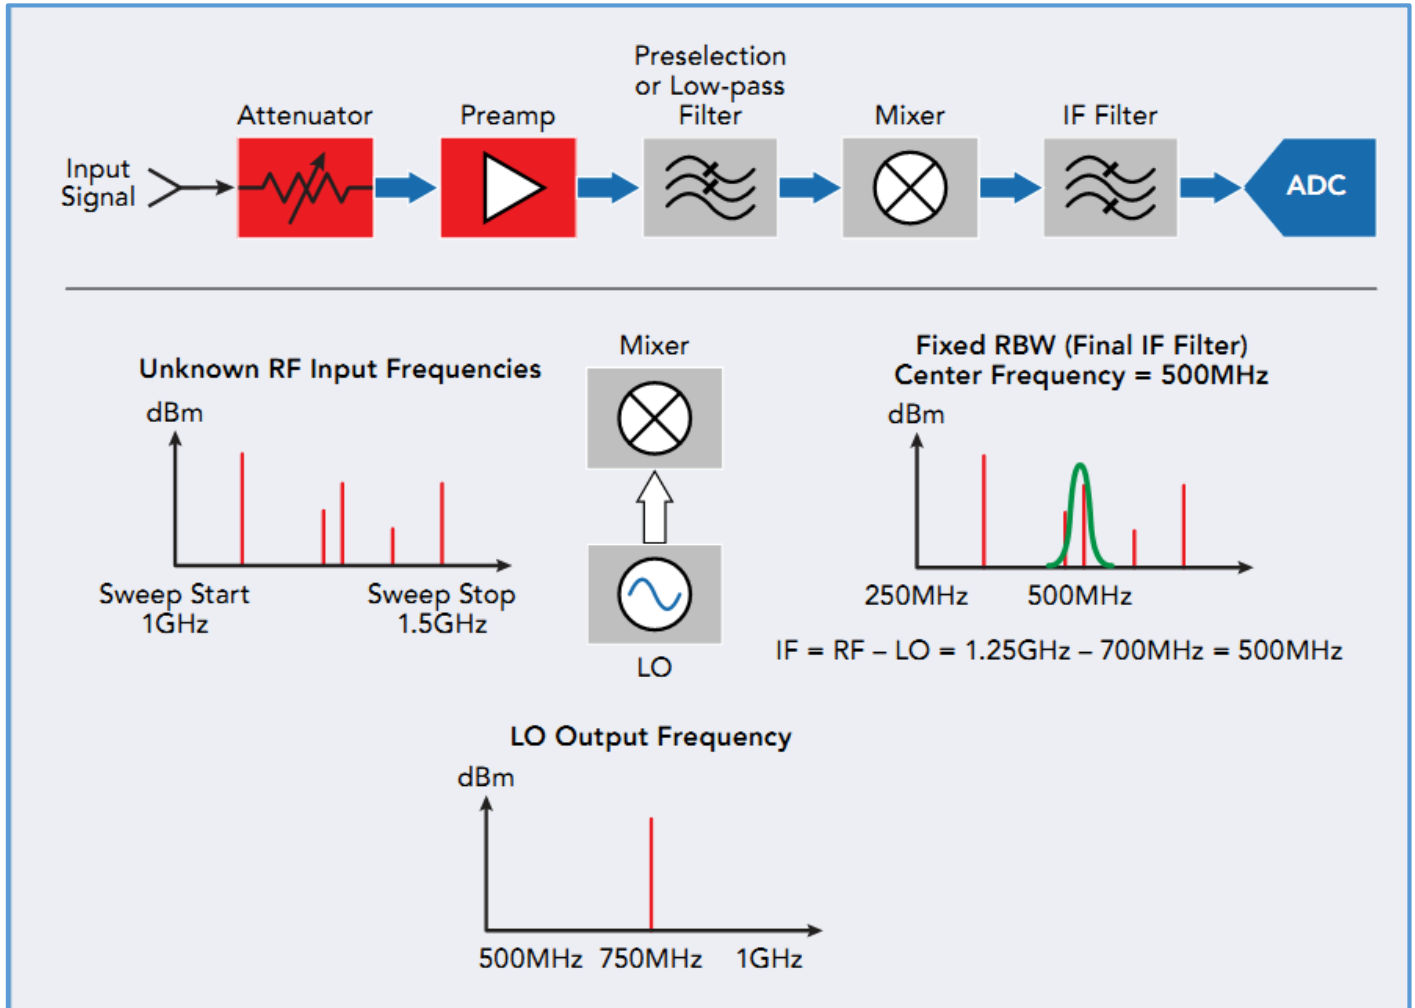 Preselection
or Low-pass
Filter
Attenuator
Preamp
Mixer
IF Filter
Input
Signal
ADC
Unknown RF Input Frequencies
dBm
Sweep Start
1GHz
Sweep Stop
1.5GHz
Mixer
LO
Fixed RBW (Final IF Filter)
Center Frequency = 500MHz
dBm
250MHz
500MHz
IF = RF – LO = 1.25GHz – 700MHz = 500MHz
LO Output Frequency
dBm
500MHz
750MHz
1GHz